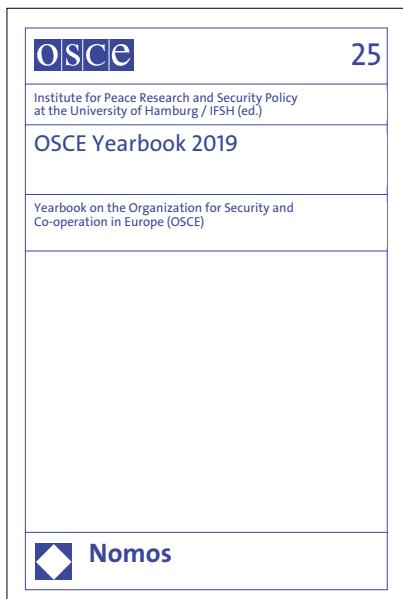 OSCE
25
Institute for Peace Research and Security Policy
at the University of Hamburg / IFSH (ed.)
OSCE Yearbook 2019
Yearbook on the Organization for Security and
Co-operation in Europe (OSCE)
Nomos